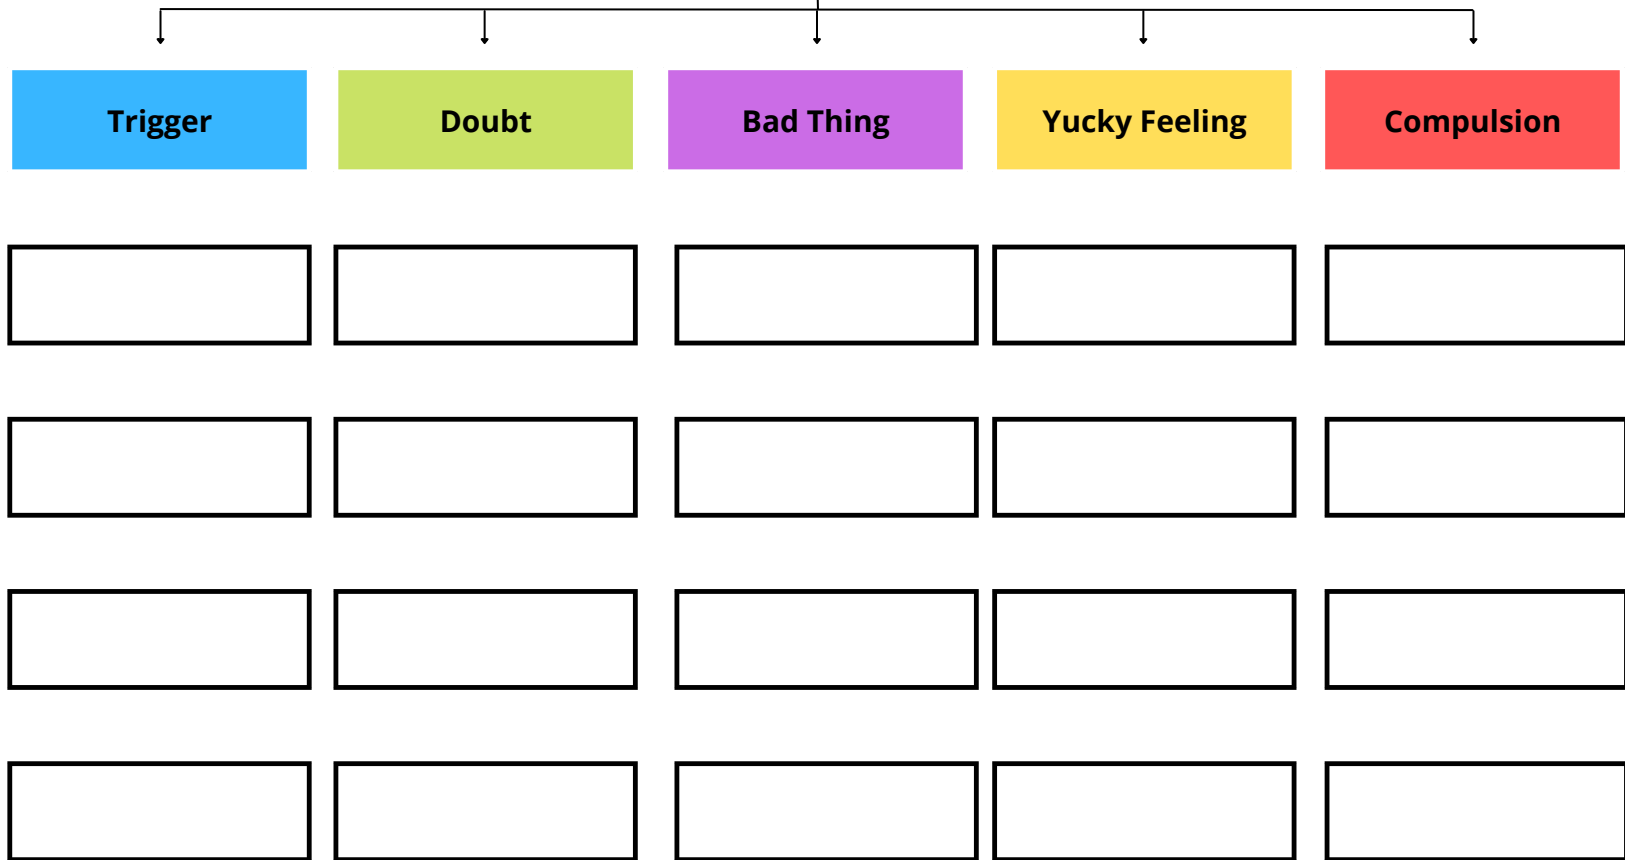 Trigger
Doubt
Bad Thing
Yucky Feeling
Compulsion